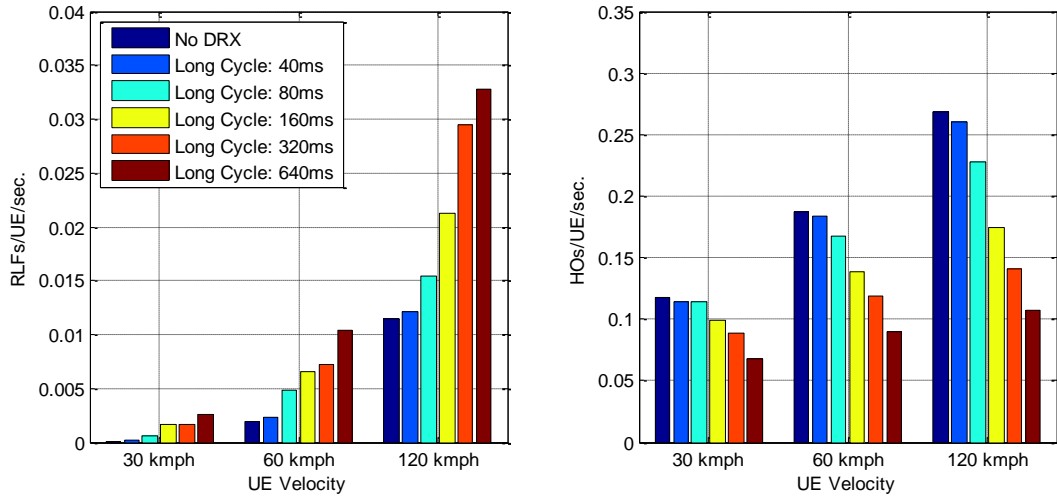 0.04
0.035
0.03
0.025
0.02
0.015
0.01
0.005
0
RLFs/UE/sec.
No DRX
Long Cycle: 40ms
Long Cycle: 80ms
Long Cycle: 160ms
Long Cycle: 320ms
Long Cycle: 640ms
30 kmph 60 kmph 120 kmph
UE Velocity
0.35
0.3
0.25
0.2
0.15
0.1
0.05
0
HOs/UE/sec.
30 kmph 60 kmph 120 kmph
UE Velocity